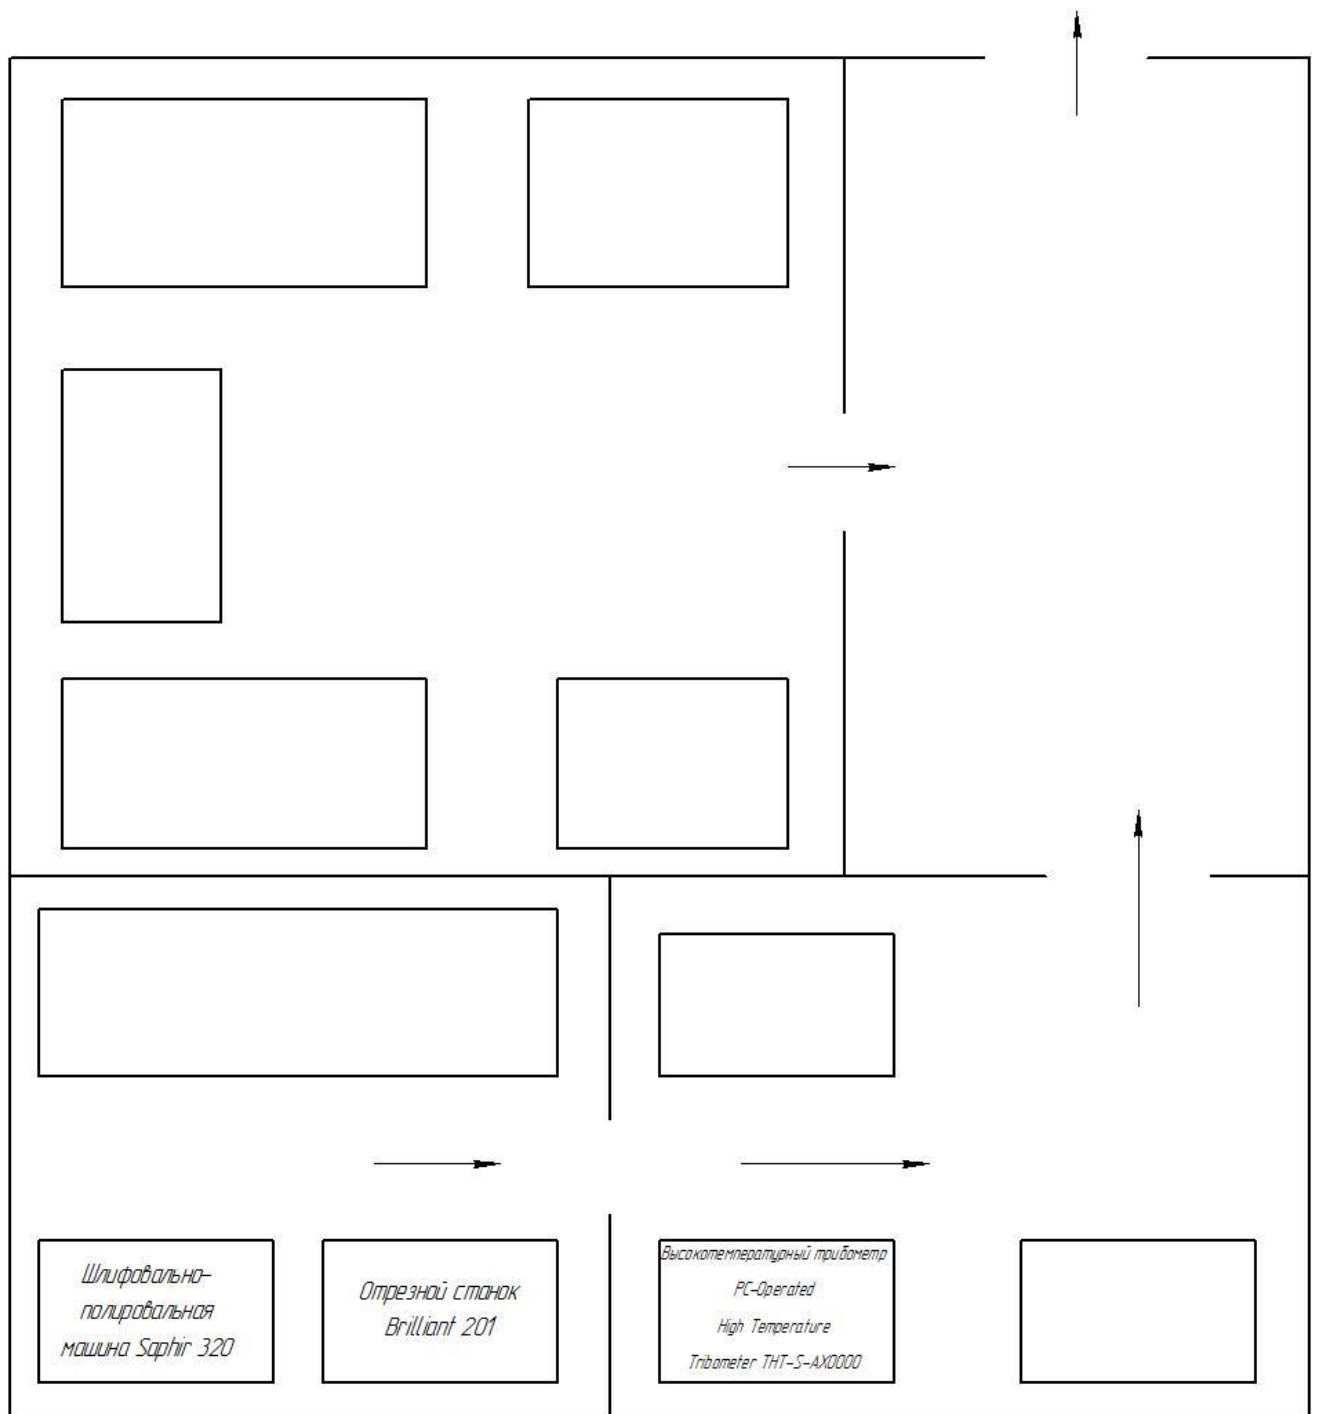 Шлифовально-
полировальная
машина Saphir 320
Отрезной станок
Brilliant 201
Высокотемпературный трибометр
PC-Operated
High Temperature
Tribometer THT-S-AX0000